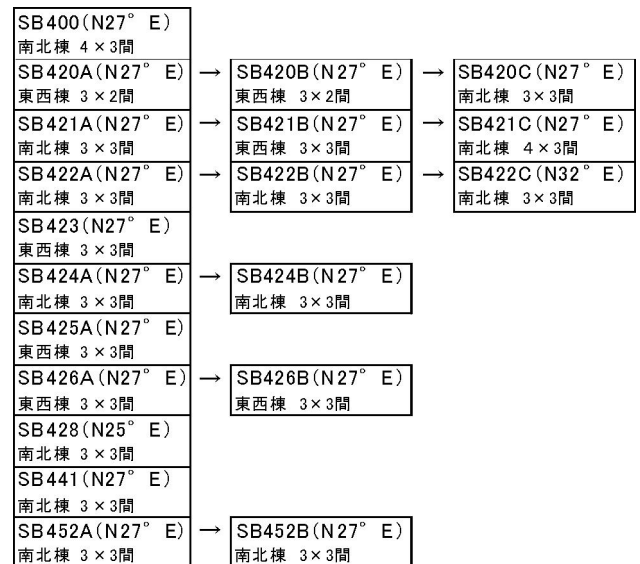 SB400(N27°E)
南北棟 4×3間
SB420A(N27°E) → SB420B(N27°E) → SB420C(N27°E)
東西棟 3×2間 東西棟 3×2間 南北棟 3×3間
SB421A(N27°E) → SB421B(N27°E) → SB421C(N27°E)
南北棟 3×3間 東西棟 3×3間 南北棟 4×3間
SB422A(N27°E) → SB422B(N27°E) → SB422C(N32°E)
南北棟 3×3間 南北棟 3×3間 南北棟 3×3間
SB423(N27°E)
東西棟 3×3間
SB424A(N27°E) → SB424B(N27°E)
南北棟 3×3間 南北棟 3×3間
SB425A(N27°E)
東西棟 3×3間
SB426A(N27°E) → SB426B(N27°E)
東西棟 3×3間 東西棟 3×3間
SB428(N25°E)
南北棟 3×3間
SB441(N27°E)
南北棟 3×3間
SB452A(N27°E) → SB452B(N27°E)
南北棟 3×3間 南北棟 3×3間